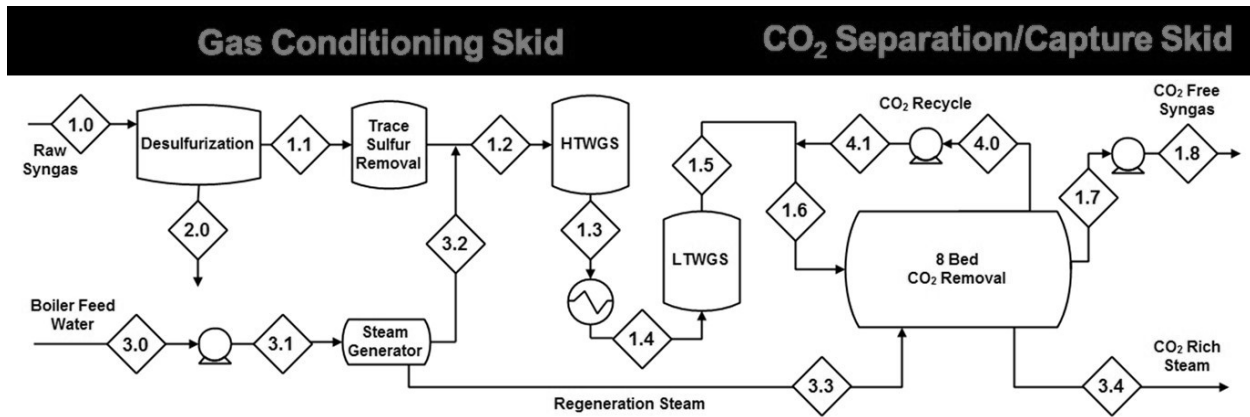 Gas Conditioning Skid
CO₂ Separation/Capture Skid
1.0
Raw
Syngas
Desulfurization
1.1
Trace
Sulfur
Removal
1.2
HTWGS
1.3
1.4
LTWGS
1.5
1.6
CO₂ Recycle
4.1
4.0
CO₂ Free
Syngas
1.7
1.8
8 Bed
CO₂ Removal
2.0
3.2
Boiler Feed
Water
3.0
3.1
Steam
Generator
Regeneration Steam
3.3
3.4
CO₂ Rich
Steam